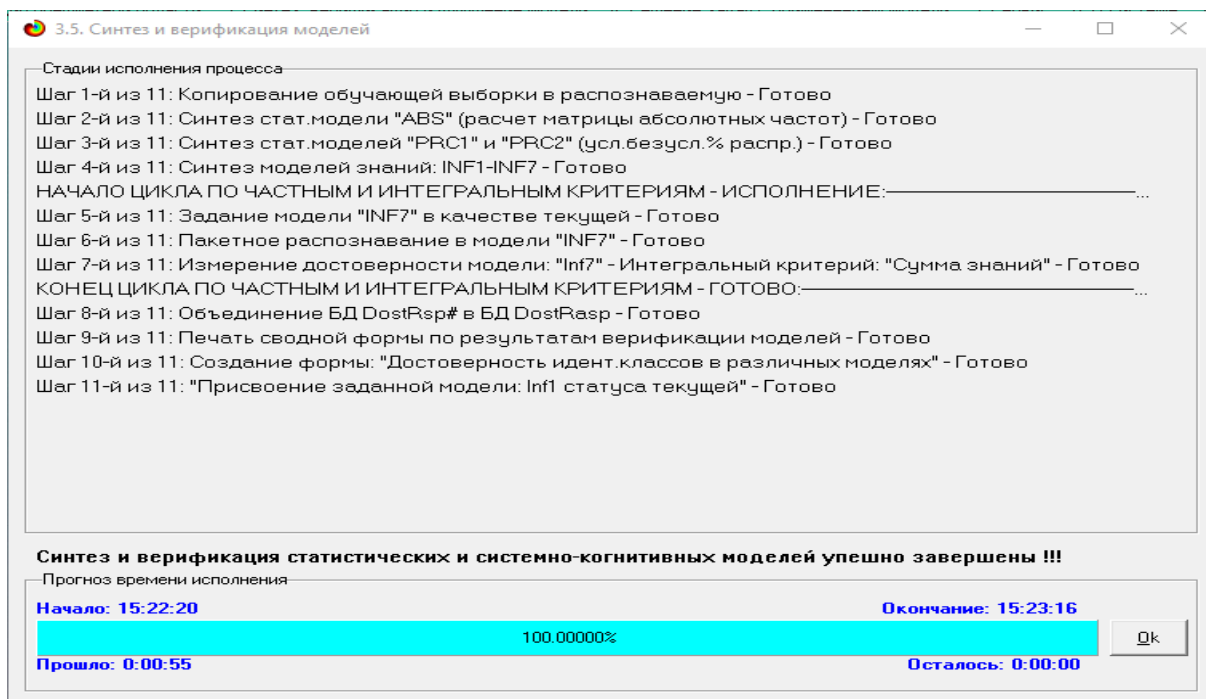 3.5. Синтез и верификация моделей
Стадии исполнения процесса
Шаг 1-й из 11: Копирование обучающей выборки в распознаваемую - Готово
Шаг 2-й из 11: Синтез стат.модели "ABS" (расчет матрицы абсолютных частот) - Готово
Шаг 3-й из 11: Синтез стат.моделей "PRC1" и "PRC2" (усл.безусл.% распр.) - Готово
Шаг 4-й из 11: Синтез моделей знаний: INF1-INF7 - Готово
НАЧАЛО ЦИКЛА ПО ЧАСТНЫМ И ИНТЕГРАЛЬНЫМ КРИТЕРИЯМ - ИСПОЛНЕНИЕ:————————...
Шаг 5-й из 11: Задание модели "INF7" в качестве текущей - Готово
Шаг 6-й из 11: Пакетное распознавание в модели "INF7" - Готово
Шаг 7-й из 11: Измерение достоверности модели: "Inf7" - Интегральный критерий: "Сумма знаний" - Готово
КОНЕЦ ЦИКЛА ПО ЧАСТНЫМ И ИНТЕГРАЛЬНЫМ КРИТЕРИЯМ - ГОТОВО:————————...
Шаг 8-й из 11: Объединение БД DostRsp# в БД DostRasp - Готово
Шаг 9-й из 11: Печать сводной формы по результатам верификации моделей - Готово
Шаг 10-й из 11: Создание формы: "Достоверность идент.классов в различных моделях" - Готово
Шаг 11-й из 11: "Присвоение заданной модели: Inf1 статуса текущей" - Готово
Синтез и верификация статистических и системно-когнитивных моделей упешно завершены !!!
Прогноз времени исполнения
Начало: 15:22:20 Окончание: 15:23:16
100.00000% Ok
Прошло: 0:00:55 Осталось: 0:00:00